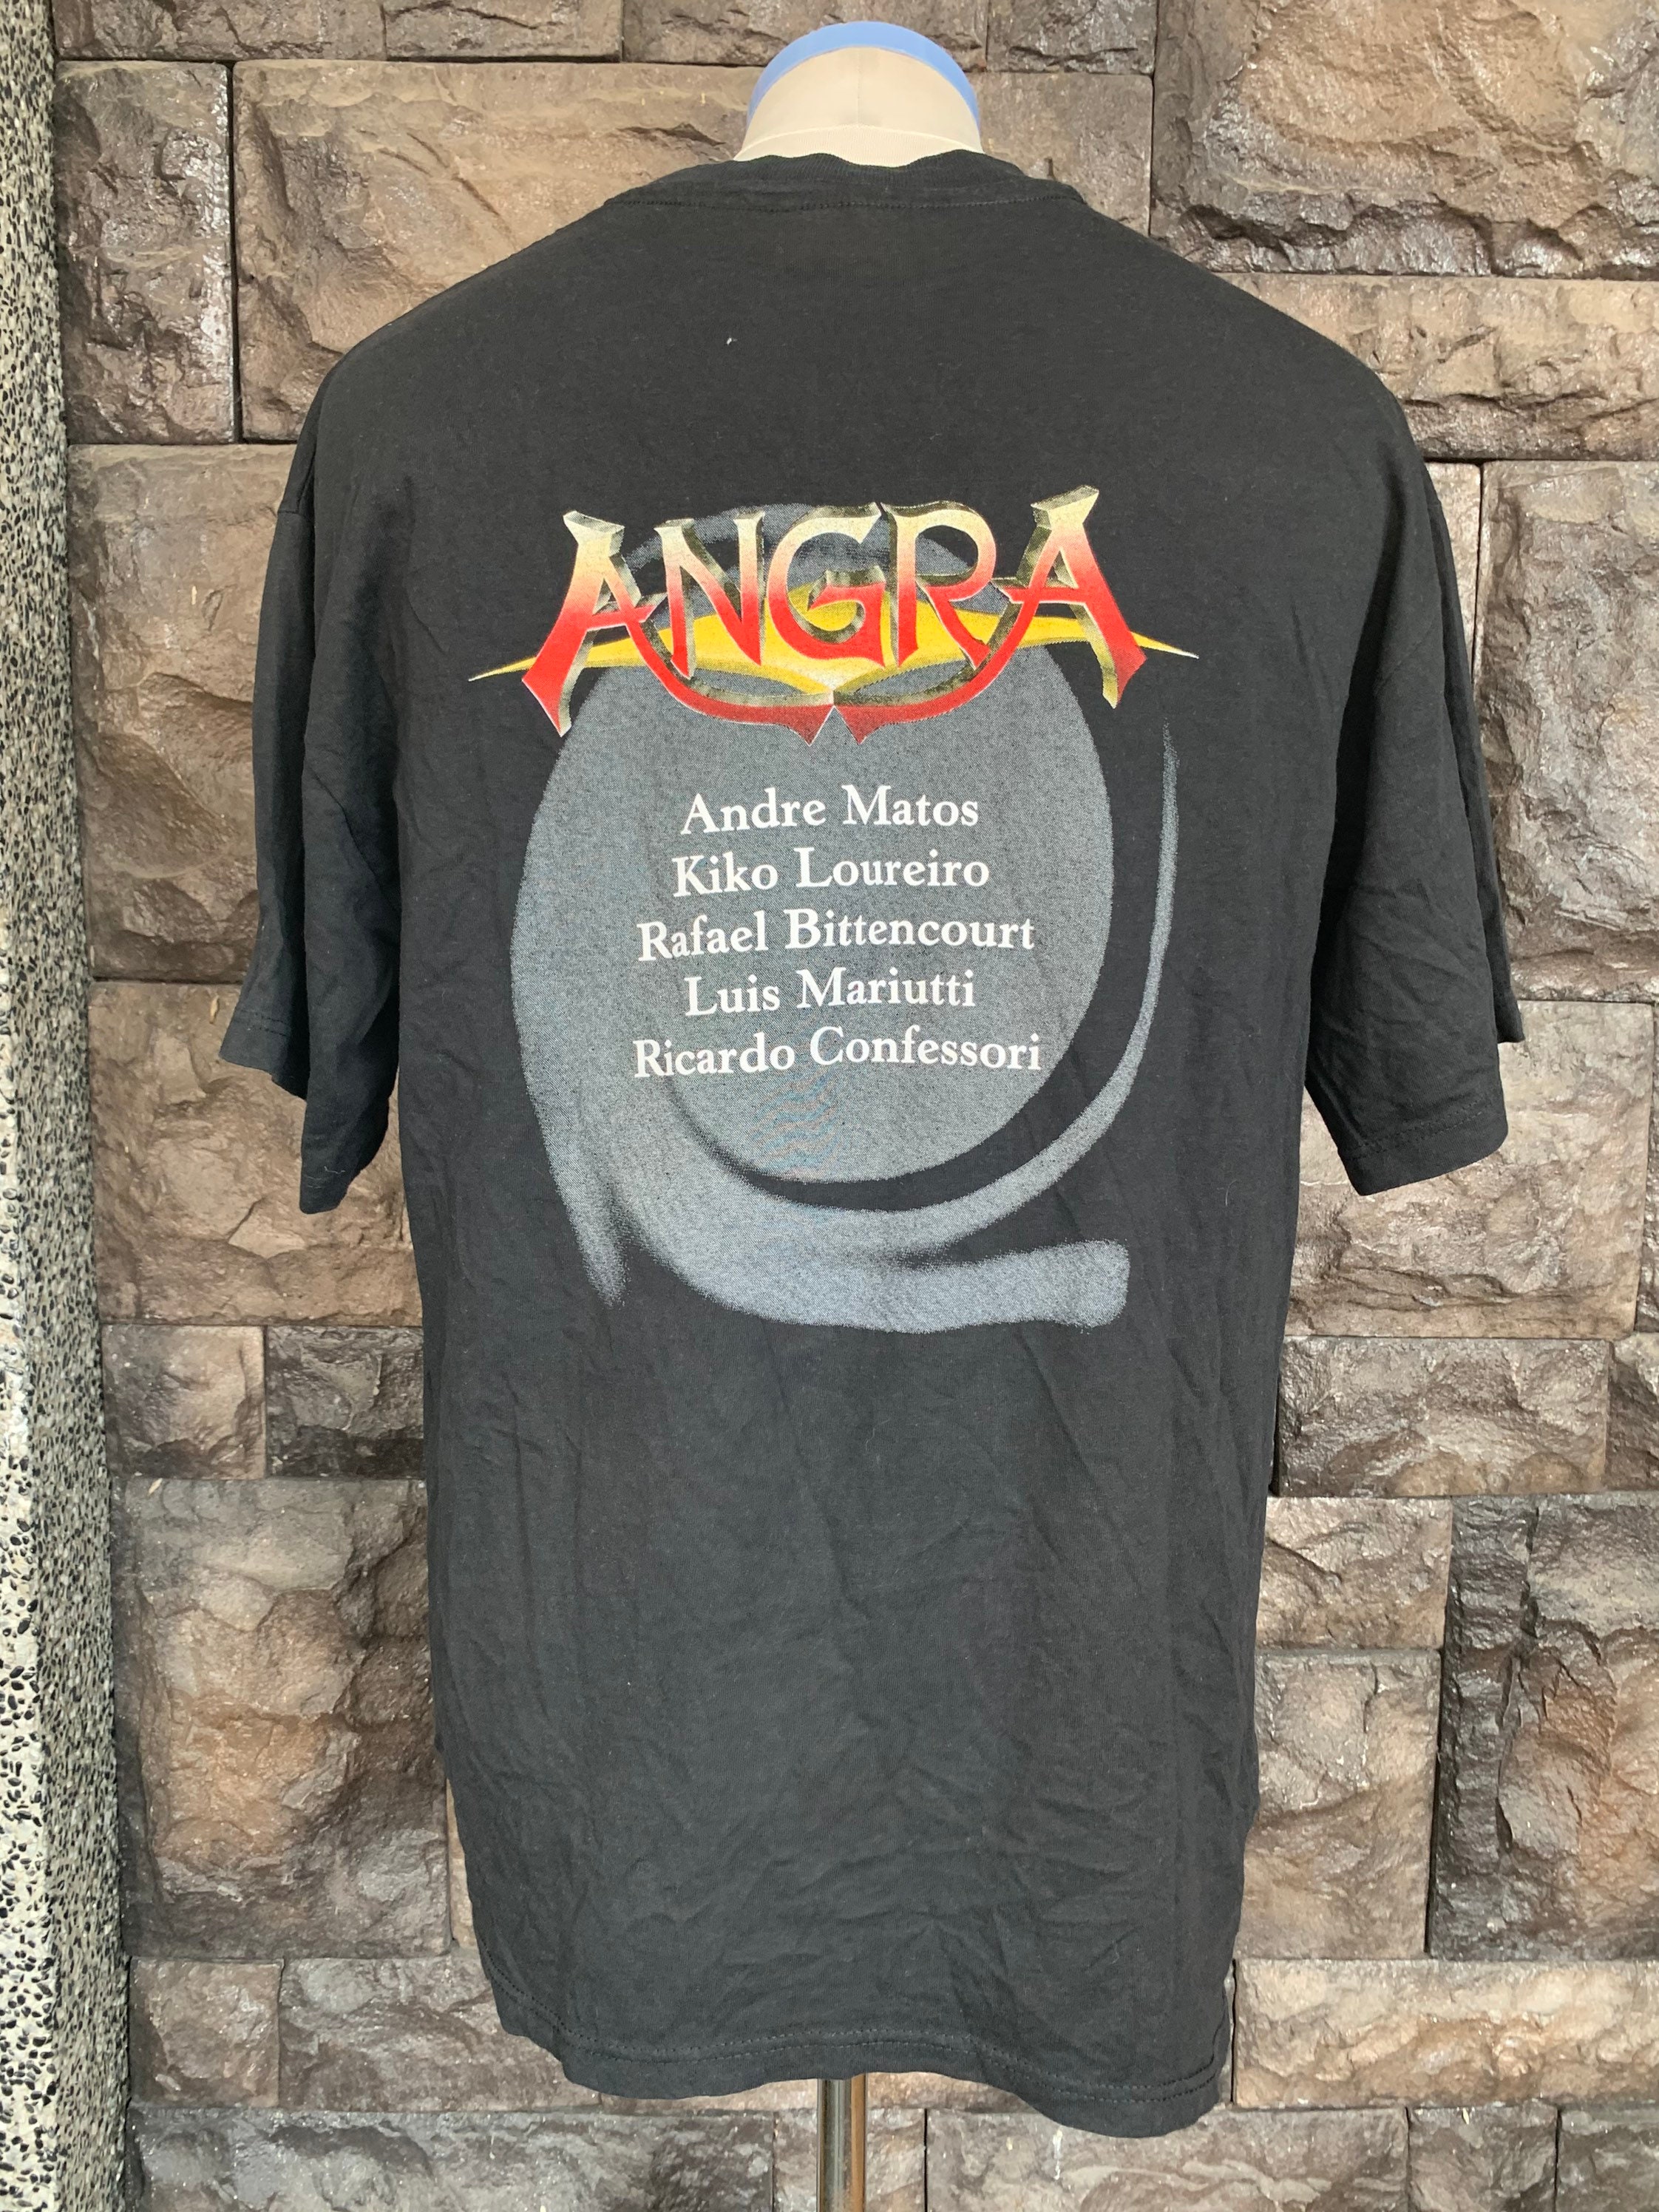 ANGRA
Andre Matos
Kiko Loureiro
Rafael Bittencourt
Luis Mariutti
Ricardo Confessori